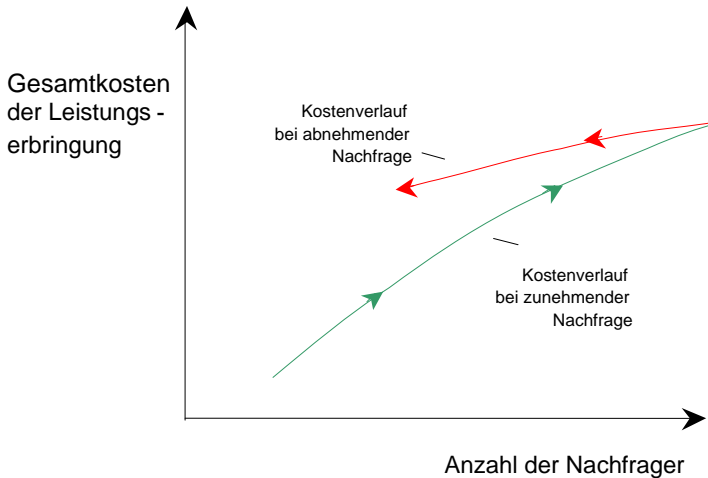 Gesamtkosten
der Leistungs -
erbringung
Kostenverlauf
bei abnehmender
Nachfrage
Kostenverlauf
bei zunehmender
Nachfrage
Anzahl der Nachfrager